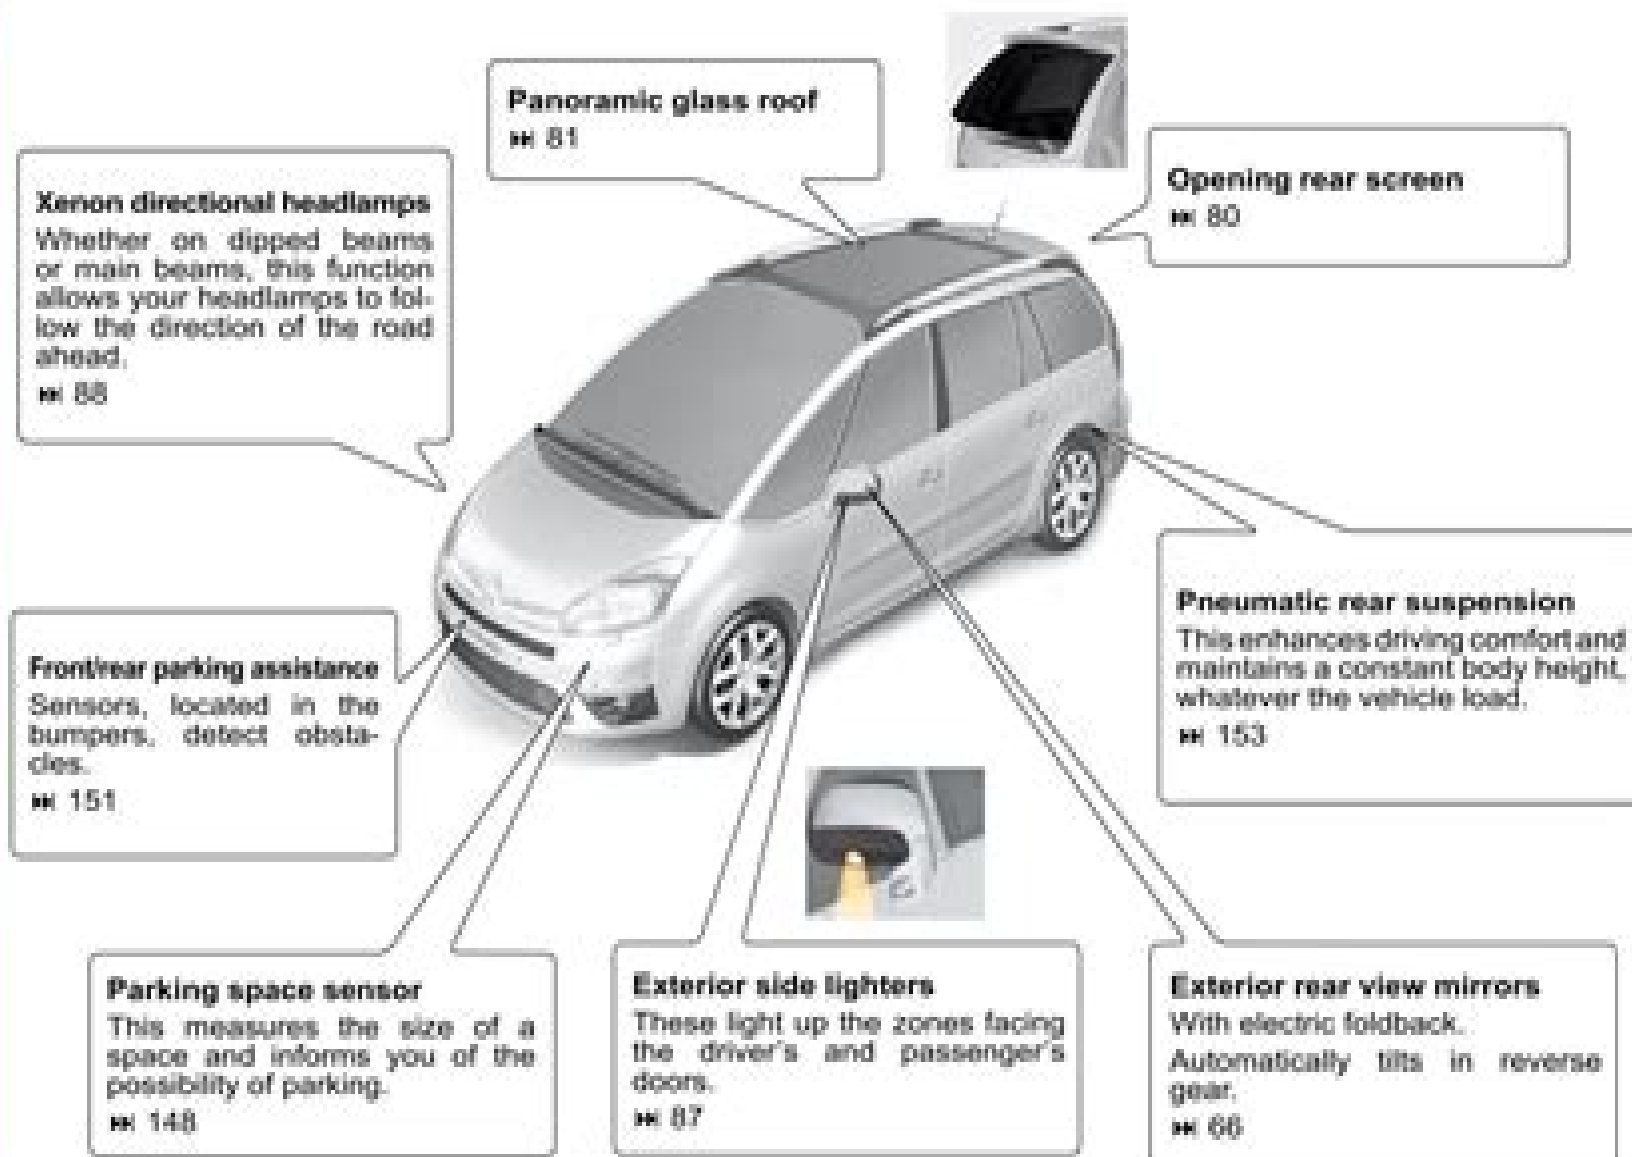 Panoramic glass roof
⏭ 81
Opening rear screen
⏭ 80
Xenon directional headlamps
Whether on dipped beams
or main beams, this function
allows your headlamps to fol-
low the direction of the road
ahead.
⏭ 88
Pneumatic rear suspension
This enhances driving comfort and
maintains a constant body height,
whatever the vehicle load.
⏭ 153
Front/rear parking assistance
Sensors, located in the
bumpers, detect obsta-
cles.
⏭ 151
Parking space sensor
This measures the size of a
space and informs you of the
possibility of parking.
⏭ 148
Exterior side lighters
These light up the zones facing
the driver's and passenger's
doors.
⏭ 87
Exterior rear view mirrors
With electric foldback.
Automatically tilts in reverse
gear.
⏭ 66